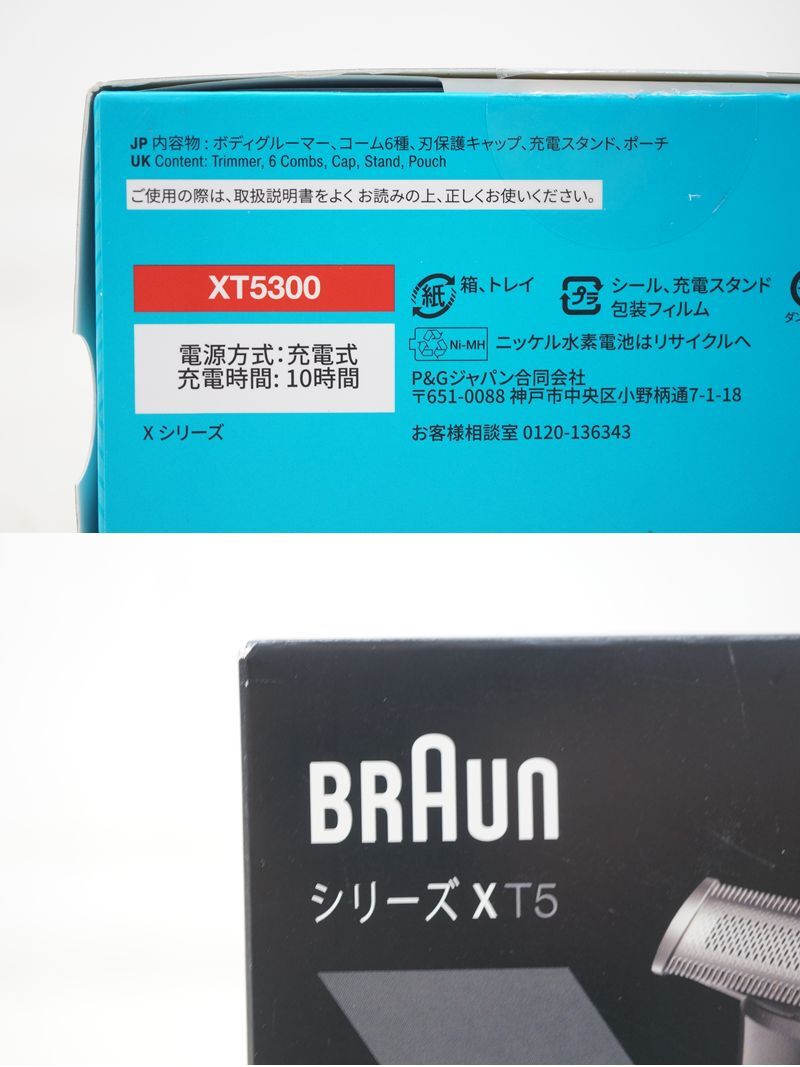 JP 内容物 : ボディグルーマー、コーム6種、刃保護キャップ、充電スタンド、ポーチ
UK Content: Trimmer, 6 Combs, Cap, Stand, Pouch
ご使用の際は、取扱説明書をよくお読みの上、正しくお使いください。
XT5300
電源方式：充電式
充電時間: 10時間
X シリーズ
紙 箱、トレイ
プラ シール、充電スタンド
包装フィルム
Ni-MH ニッケル水素電池はリサイクルへ
P&Gジャパン合同会社
〒651-0088 神戸市中央区小野柄通7-1-18
お客様相談室 0120-136343
BRAUN
シリーズ X T5